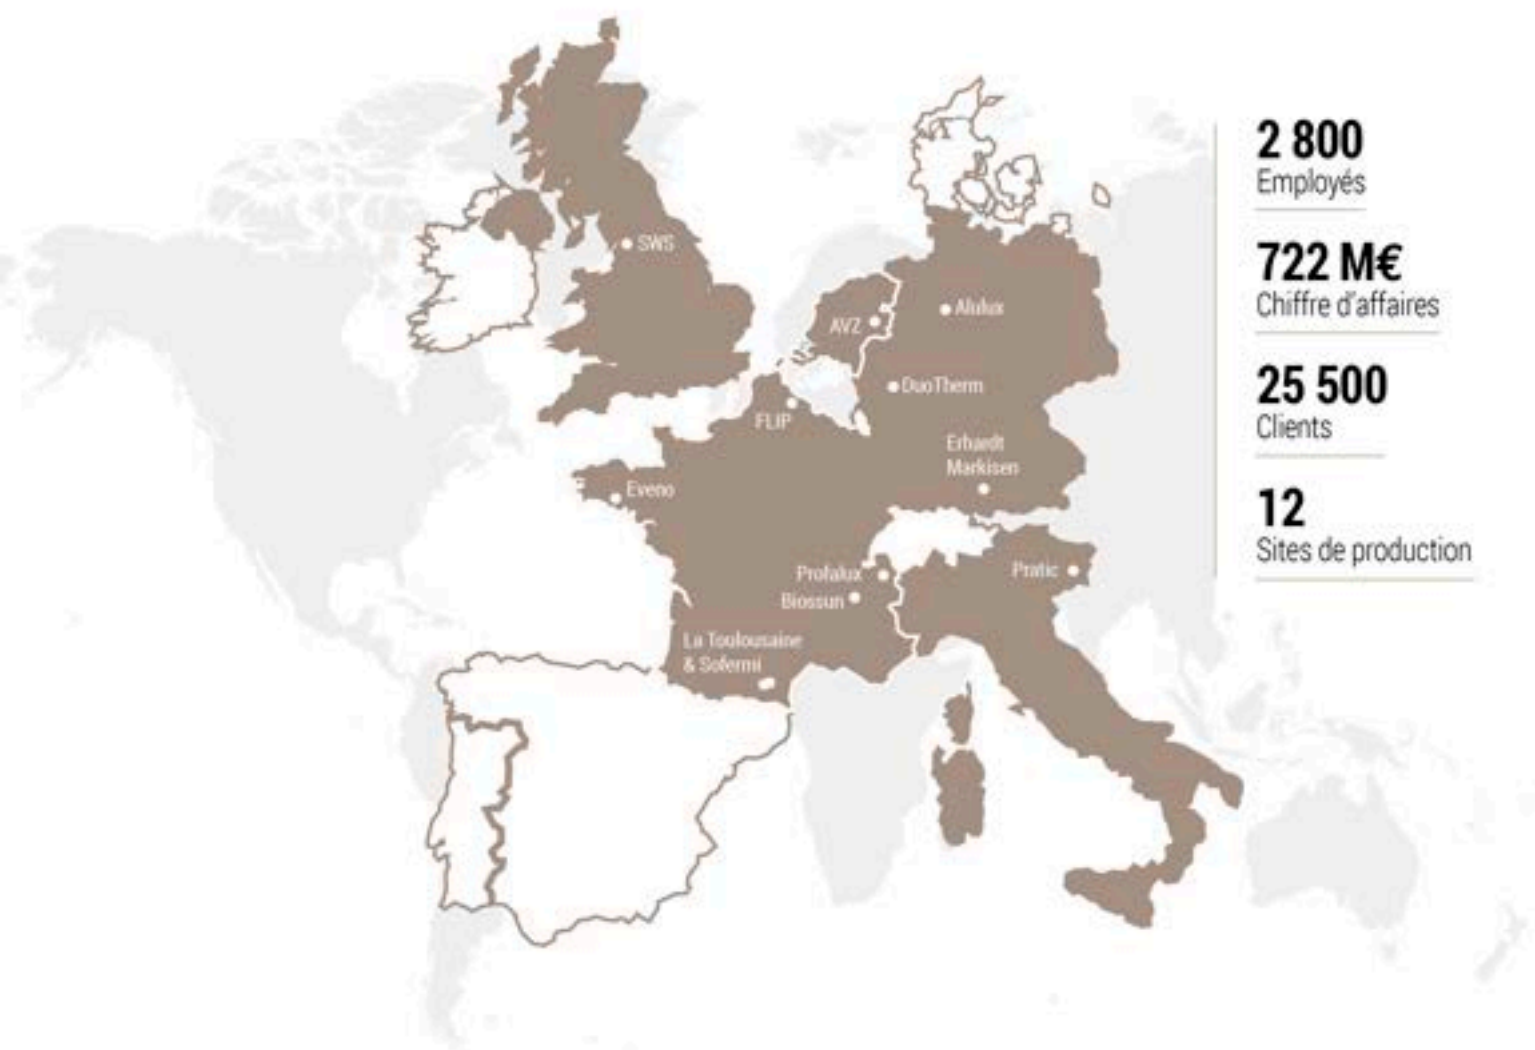 SWS
AVZ
Alulux
DuoTherm
FLIP
Erhardt
Markisen
Eveno
Profalux
Biossun
Pratic
La Toulousaine
& Sofermi
2 800
Employés
722 M€
Chiffre d'affaires
25 500
Clients
12
Sites de production